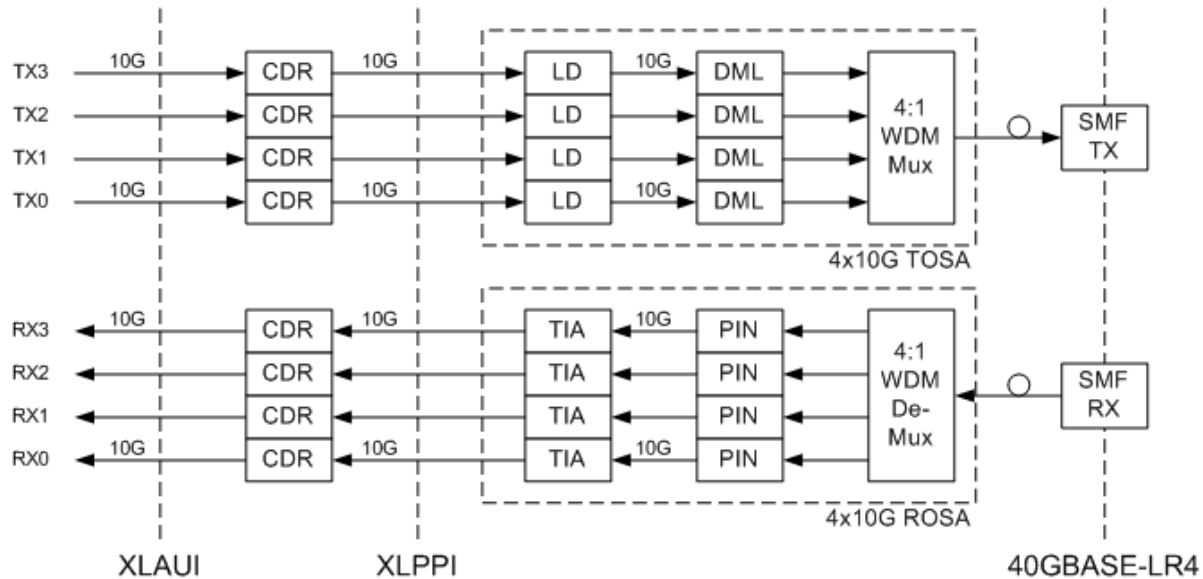 TX3 10G CDR 10G LD 10G DML
TX2 CDR LD DML
TX1 CDR LD DML
TX0 10G CDR 10G LD 10G DML
4:1
WDM
Mux
SMF
TX
4x10G TOSA
RX3 10G CDR 10G TIA 10G PIN
RX2 CDR TIA PIN
RX1 CDR TIA PIN
RX0 10G CDR 10G TIA 10G PIN
4:1
WDM
De-
Mux
SMF
RX
4x10G ROSA
XLAUI XLPPI 40GBASE-LR4